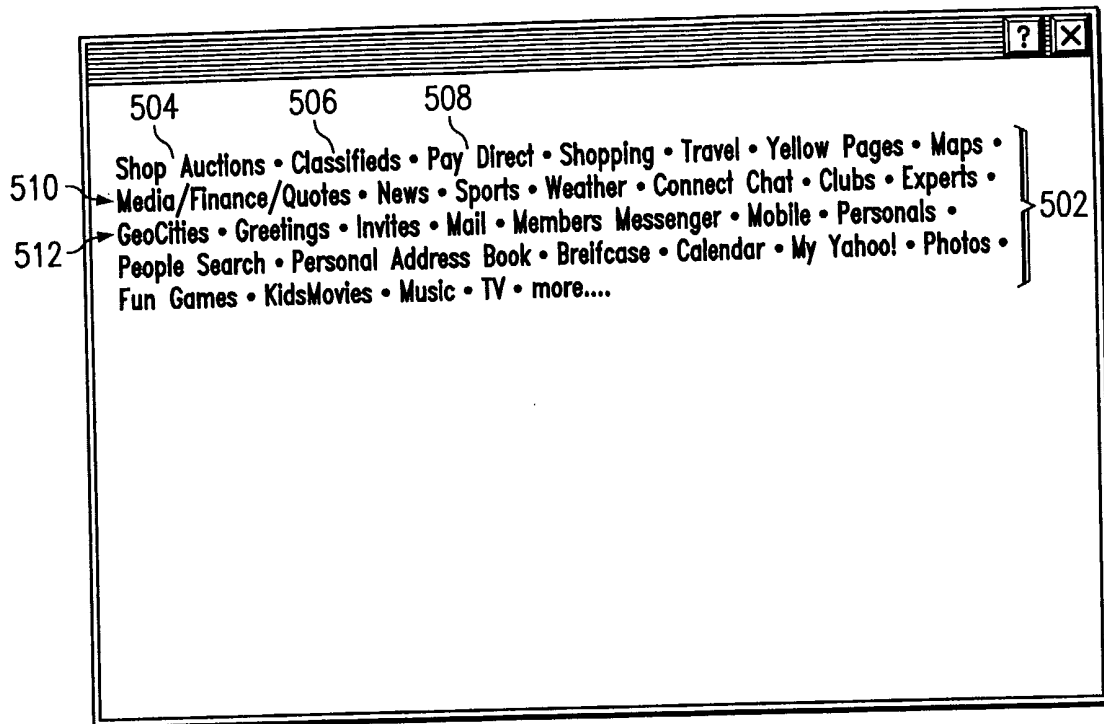 ? X
504 506 508
Shop Auctions • Classifieds • Pay Direct • Shopping • Travel • Yellow Pages • Maps •
510 Media/Finance/Quotes • News • Sports • Weather • Connect Chat • Clubs • Experts • 502
512 GeoCities • Greetings • Invites • Mail • Members Messenger • Mobile • Personals •
People Search • Personal Address Book • Breifcase • Calendar • My Yahoo! • Photos •
Fun Games • KidsMovies • Music • TV • more....